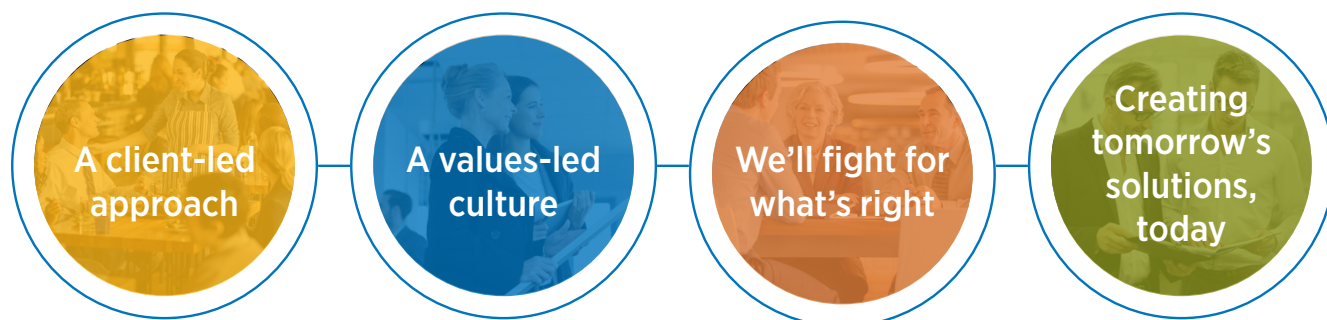 A client-led
approach
A values-led
culture
We’ll fight for
what’s right
Creating
tomorrow’s
solutions,
today